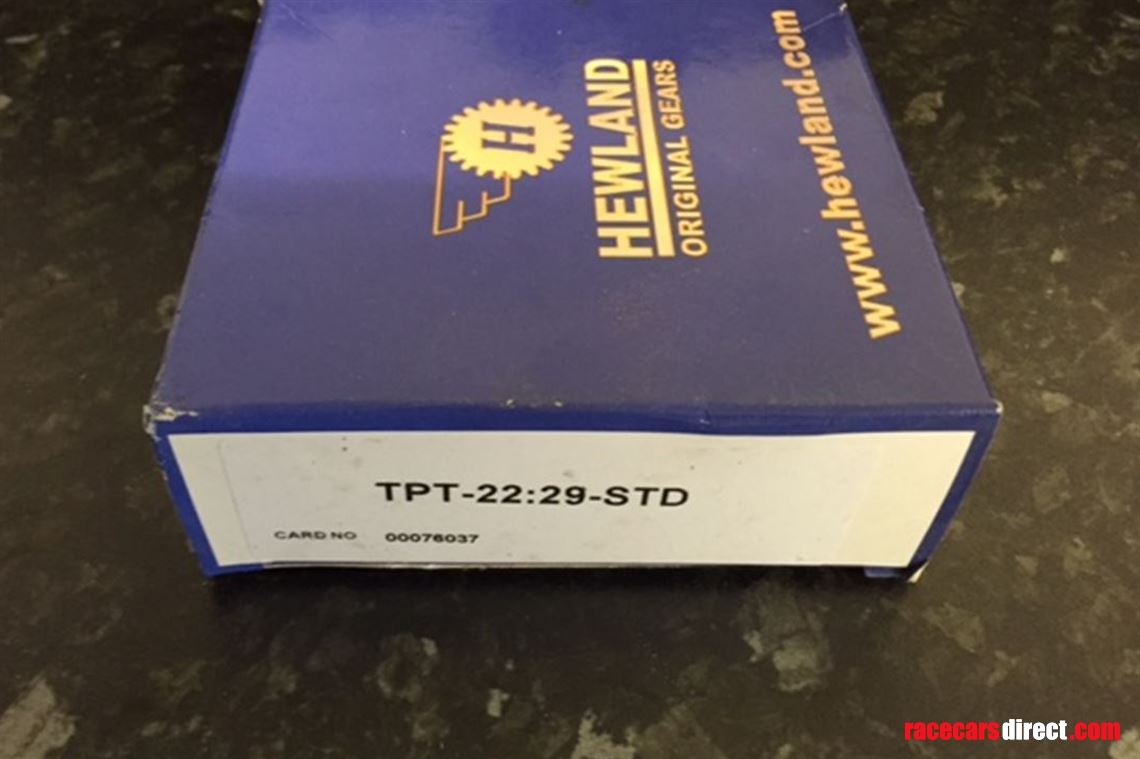 H
HEWLAND
ORIGINAL GEARS
www.hewland.com
TPT-22:29-STD
CARD NO 00076037
racecarsdirect.com